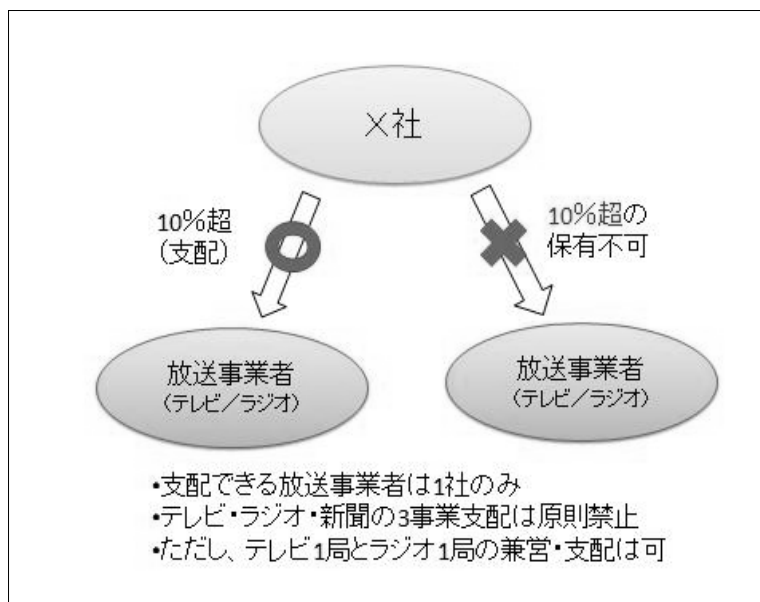 X社
10%超
(支配)
10%超の
保有不可
放送事業者
(テレビ/ラジオ)
放送事業者
(テレビ/ラジオ)
•支配できる放送事業者は1社のみ
•テレビ・ラジオ・新聞の3事業支配は原則禁止
•ただし、テレビ1局とラジオ1局の兼営・支配は可